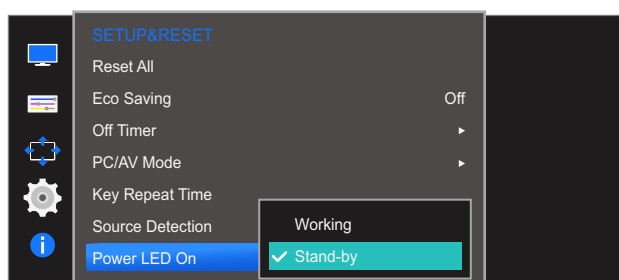 SETUP&RESET
Reset All
Eco Saving Off
Off Timer
PC/AV Mode
Key Repeat Time
Source Detection
Power LED On
Working
Stand-by